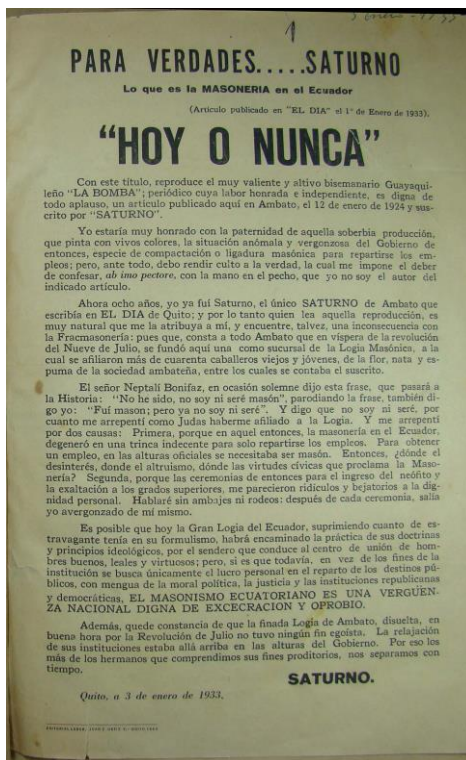 1
3 enero - 1933
PARA VERDADES.....SATURNO
Lo que es la MASONERIA en el Ecuador
(Artículo publicado en "EL DIA" el 1º de Enero de 1933).
"HOY O NUNCA"
Con este título, reproduce el muy valiente y altivo bisemanario Guayaqui-
leño "LA BOMBA"; periódico cuya labor honrada e independiente, es digna de
todo aplauso, un artículo publicado aquí en Ambato, el 12 de enero de 1924 y sus-
crito por "SATURNO".
Yo estaría muy honrado con la paternidad de aquella soberbia producción,
que pinta con vivos colores, la situación anómala y vergonzosa del Gobierno de
entonces, especie de compactación o ligadura masónica para repartirse los em-
pleos; pero, ante todo, debo rendir culto a la verdad, la cual me impone el deber
de confesar, ab imo pectore, con la mano en el pecho, que yo no soy el autor del
indicado artículo.
Ahora ocho años, yo ya fuí Saturno, el único SATURNO de Ambato que
escribía en EL DIA de Quito; y por lo tanto quien lea aquella reproducción, es
muy natural que me la atribuya a mí, y encuentre, talvez, una inconsecuencia con
la Fracmasonería: pues que, consta a todo Ambato que en víspera de la revolución
del Nueve de Julio, se fundó aquí una como sucursal de la Logia Masónica, a la
cual se afiliaron más de cuarenta caballeros viejos y jóvenes, de la flor, nata y es-
puma de la sociedad ambateña, entre los cuales se contaba el suscrito.
El señor Neptalí Bonifaz, en ocasión solemne dijo esta frase, que pasará a
la Historia: "No he sido, no soy ni seré masón", parodiando la frase, también di-
go yo: "Fuí mason; pero ya no soy ni seré". Y digo que no soy ni seré, por
cuanto me arrepentí como Judas haberme afiliado a la Logia. Y me arrepentí
por dos causas: Primera, porque en aquel entonces, la masonería en el Ecuador,
degeneró en una trinca indecente para solo repartirse los empleos. Para obtener
un empleo, en las alturas oficiales se necesitaba ser masón. Entonces, ¿dónde el
desinterés, donde el altruismo, dónde las virtudes cívicas que proclama la Maso-
nería? Segunda, porque las ceremonias de entonces para el ingreso del neófito y
la exaltación a los grados superiores, me parecieron ridículos y bejatorios a la dig-
nidad personal. Hablaré sin ambajes ni rodeos: después de cada ceremonia, salía
yo avergonzado de mí mismo.
Es posible que hoy la Gran Logia del Ecuador, suprimiendo cuanto de es-
travagante tenía en su formulismo, habrá encaminado la práctica de sus doctrinas
y principios ideológicos, por el sendero que conduce al centro de unión de hom-
bres buenos, leales y virtuosos; pero, si es que todavía, en vez de los fines de la
institución se busca únicamente el lucro personal en el reparto de los destinos pú-
blicos, con mengua de la moral política, la justicia y las instituciones republicanas
y democráticas, EL MASONISMO ECUATORIANO ES UNA VERGUEN-
ZA NACIONAL DIGNA DE EXCECRACION Y OPROBIO.
Además, quede constancia de que la finada Logia de Ambato, disuelta, en
buena hora por la Revolución de Julio no tuvo ningún fin egoísta. La relajación
de sus instituciones estaba allá arriba en las alturas del Gobierno. Por eso los
más de los hermanos que comprendimos sus fines proditorios, nos separamos con
tiempo.
SATURNO.
Quito, a 3 de enero de 1933.